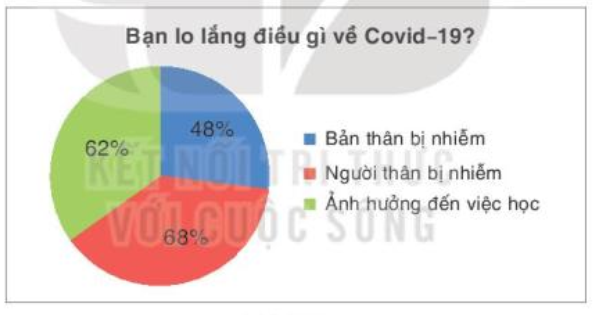 Bạn lo lắng điều gì về Covid–19?
48%
62%
68%
Bản thân bị nhiễm
Người thân bị nhiễm
Ảnh hưởng đến việc học
KẾT NỐI TRI THỨC
VỚI CUỘC SỐNG